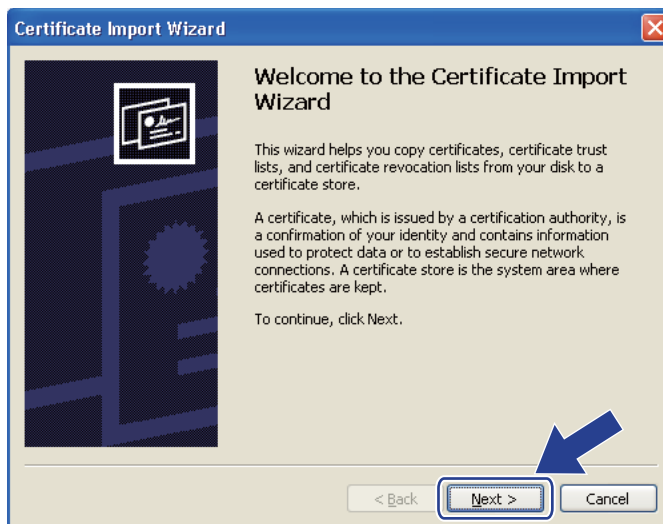 Certificate Import Wizard
Welcome to the Certificate Import
Wizard
This wizard helps you copy certificates, certificate trust
lists, and certificate revocation lists from your disk to a
certificate store.
A certificate, which is issued by a certification authority, is
a confirmation of your identity and contains information
used to protect data or to establish secure network
connections. A certificate store is the system area where
certificates are kept.
To continue, click Next.
< Back
Next >
Cancel